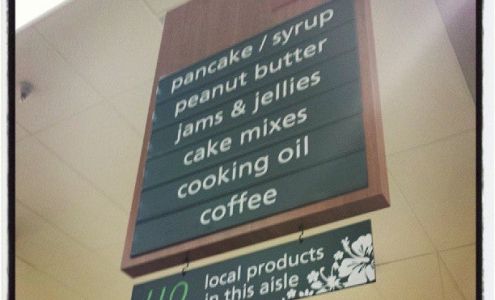 pancake / syrup
peanut butter
jams & jellies
cake mixes
cooking oil
coffee
local products
in this aisle